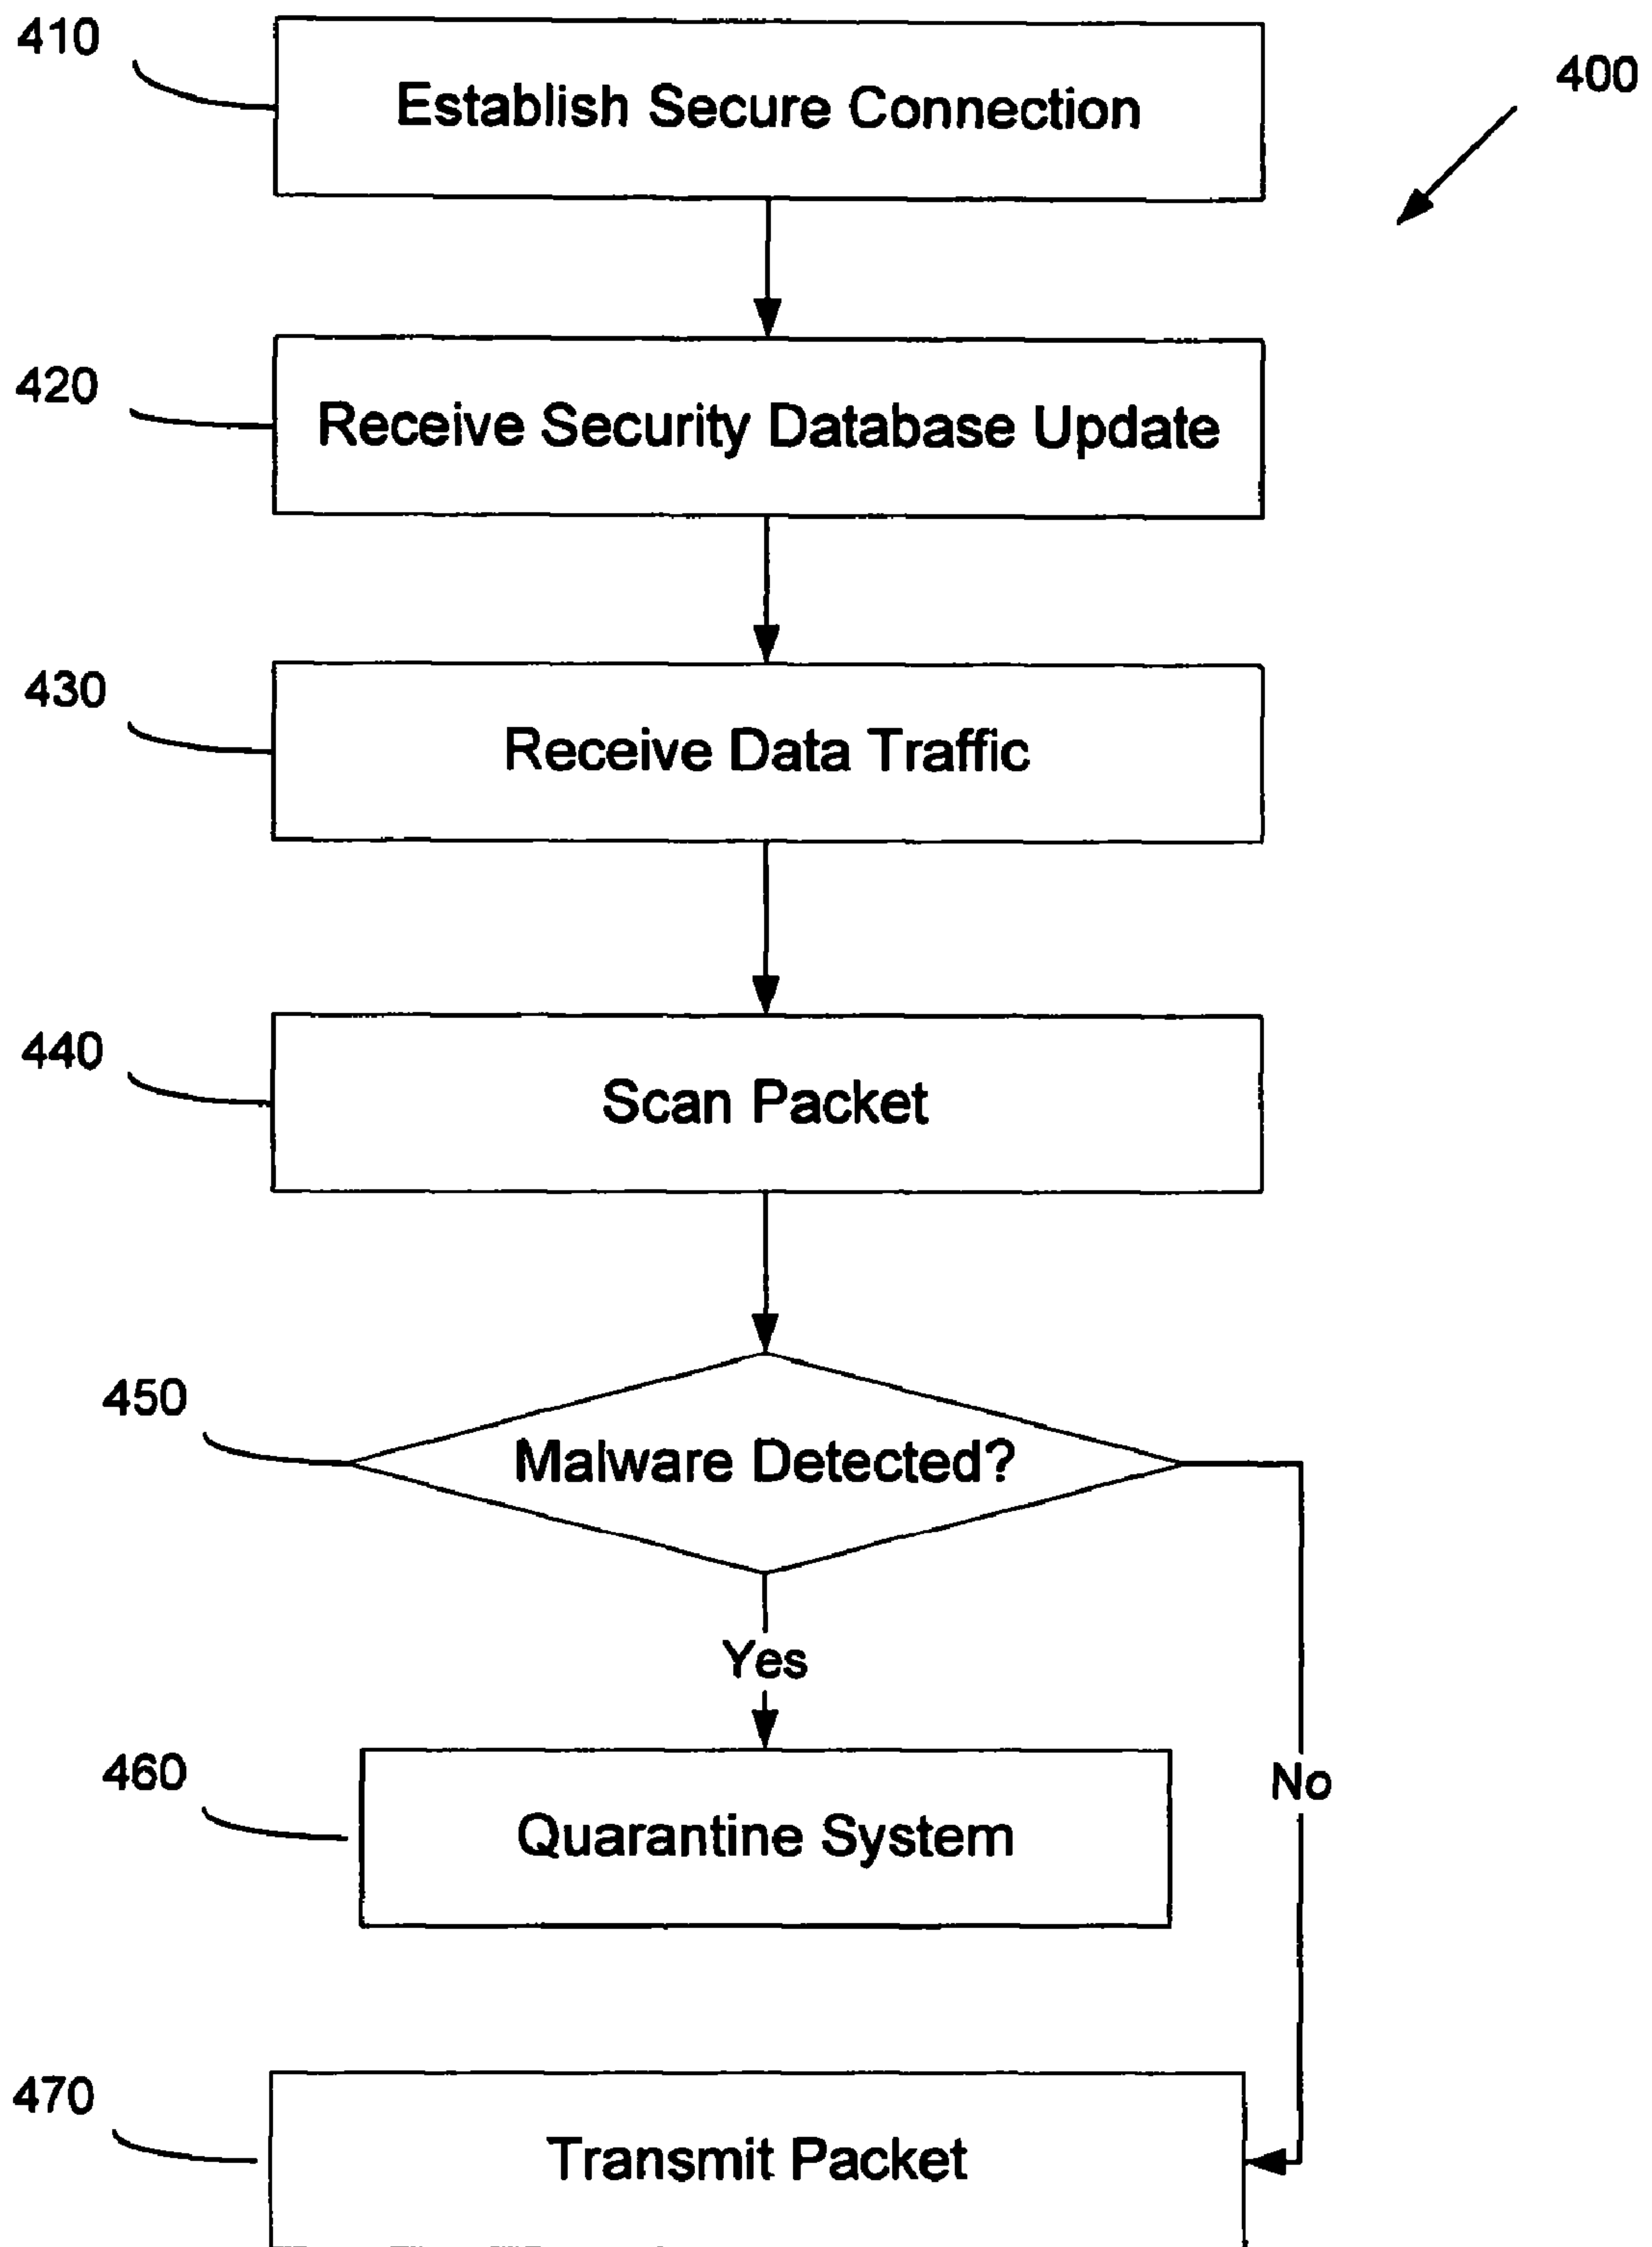 410
Establish Secure Connection
400
420
Receive Security Database Update
430
Receive Data Traffic
440
Scan Packet
450
Malware Detected?
Yes
460
Quarantine System
No
470
Transmit Packet